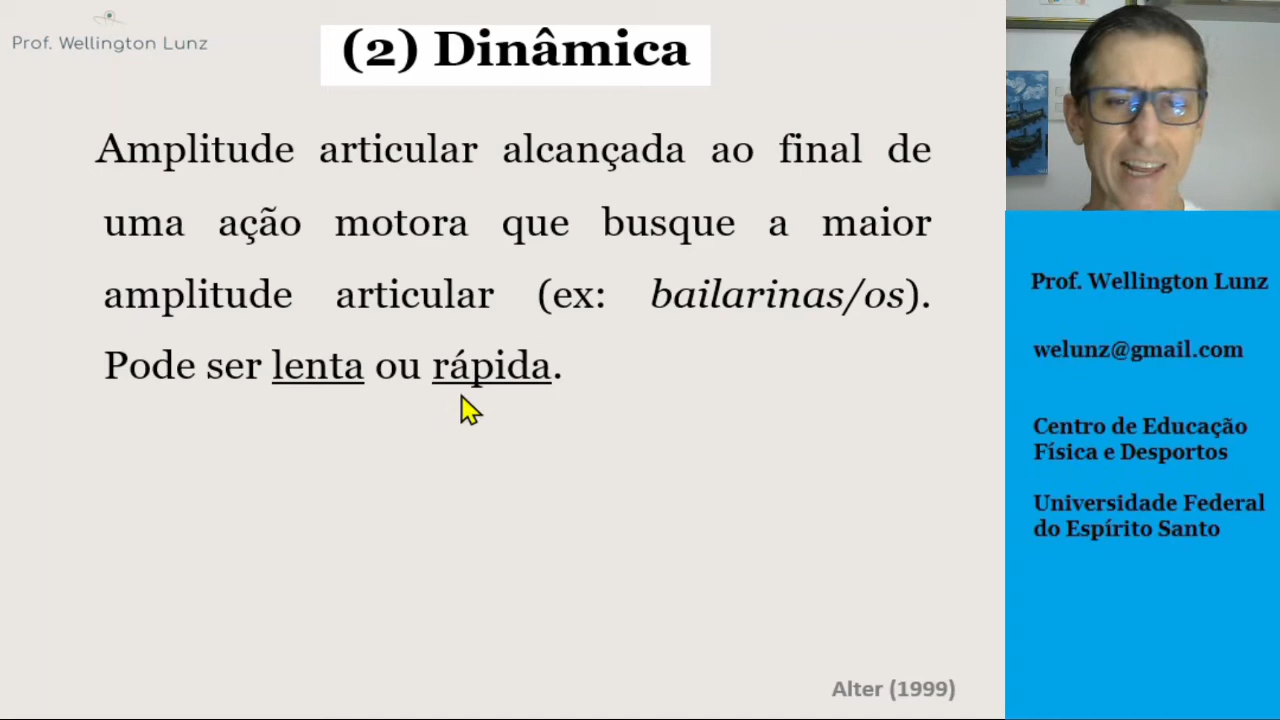 Prof. Wellington Lunz
(2) Dinâmica
Amplitude articular alcançada ao final de
uma ação motora que busque a maior
amplitude articular (ex: bailarinas/os).
Pode ser lenta ou rápida.
Alter (1999)
Prof. Wellington Lunz
welunz@gmail.com
Centro de Educação
Física e Desportos
Universidade Federal
do Espírito Santo